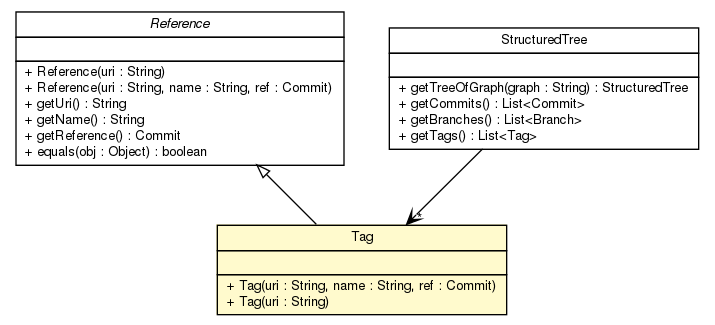 Reference
+ Reference(uri : String)
+ Reference(uri : String, name : String, ref : Commit)
+ getUri() : String
+ getName() : String
+ getReference() : Commit
+ equals(obj : Object) : boolean
StructuredTree
+ getTreeOfGraph(graph : String) : StructuredTree
+ getCommits() : List<Commit>
+ getBranches() : List<Branch>
+ getTags() : List<Tag>
*
Tag
+ Tag(uri : String, name : String, ref : Commit)
+ Tag(uri : String)